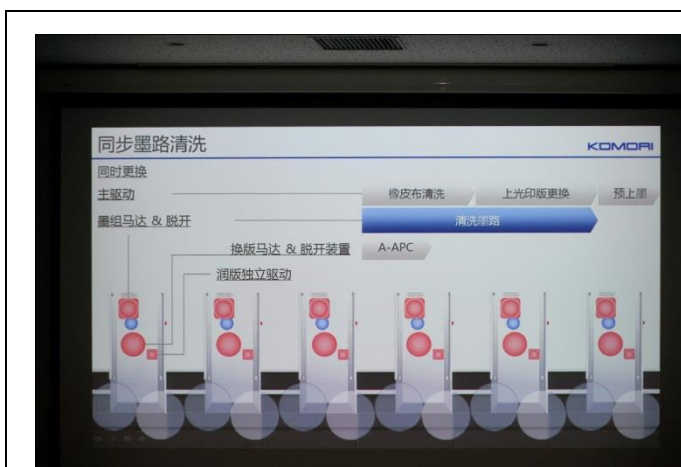 同步墨路清洗
KOMORI
同时更换
主驱动
橡皮布清洗
上光印版更换
预上墨
墨组马达 & 脱开
清洗墨路
换版马达 & 脱开装置
A-APC
润版独立驱动